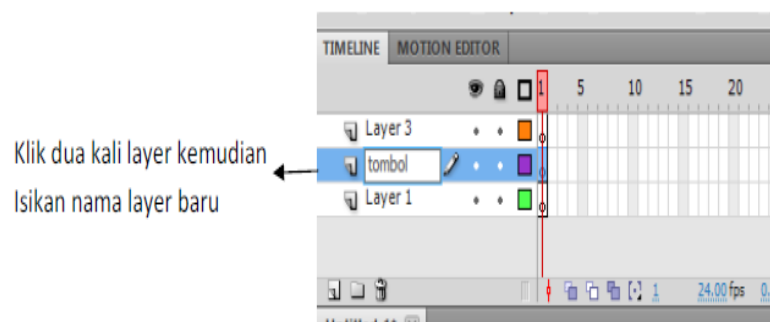 TIMELINE MOTION EDITOR
1 5 10 15 20
Layer 3
Klik dua kali layer kemudian
tombol
Isikan nama layer baru
Layer 1
1 24.00 fps 0.